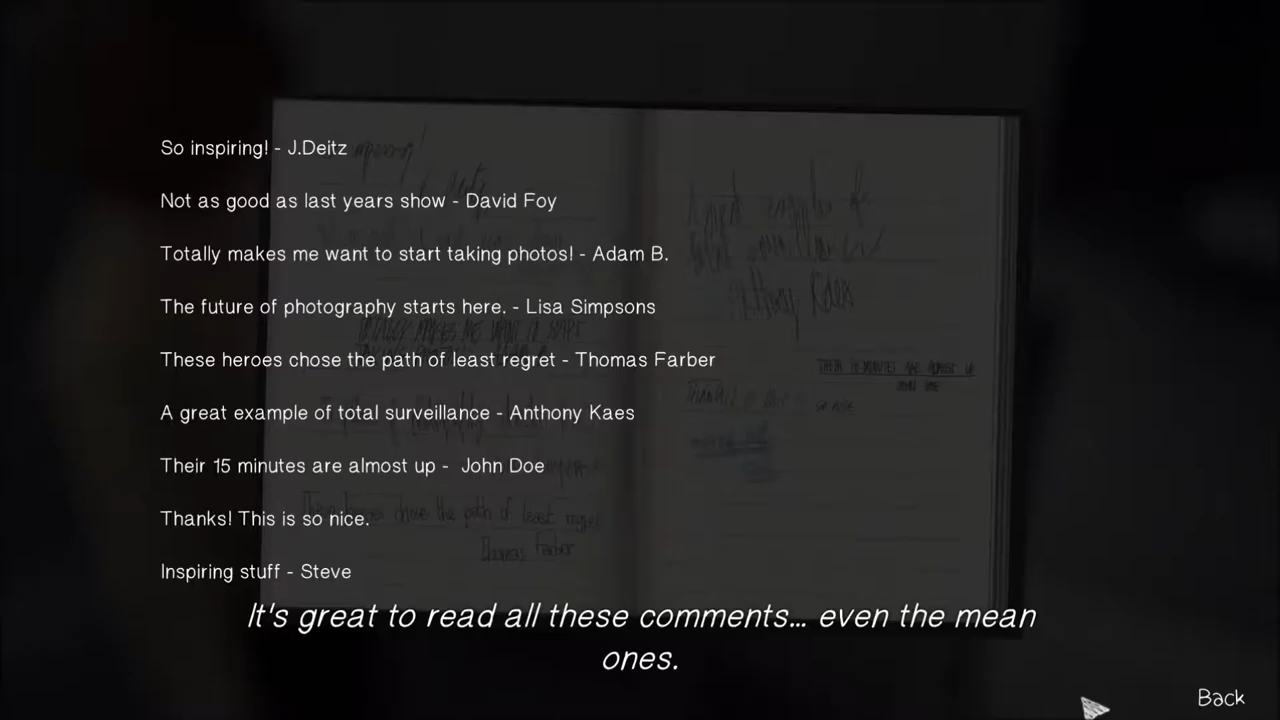 So inspiring! - J.Deitz
Not as good as last years show - David Foy
Totally makes me want to start taking photos! - Adam B.
The future of photography starts here. - Lisa Simpsons
These heroes chose the path of least regret - Thomas Farber
A great example of total surveillance - Anthony Kaes
Their 15 minutes are almost up -  John Doe
Thanks! This is so nice.
Inspiring stuff - Steve
It's great to read all these comments... even the mean
ones.
Back